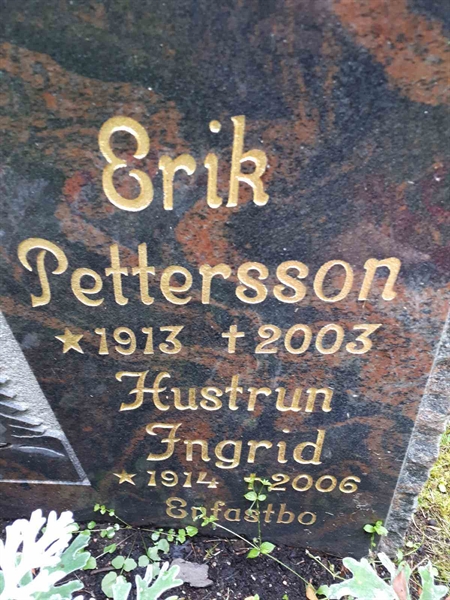 Erik
Pettersson
★ 1913 ✝ 2003
Hustrun
Ingrid
★ 1914 ✝ 2006
Enfastbo